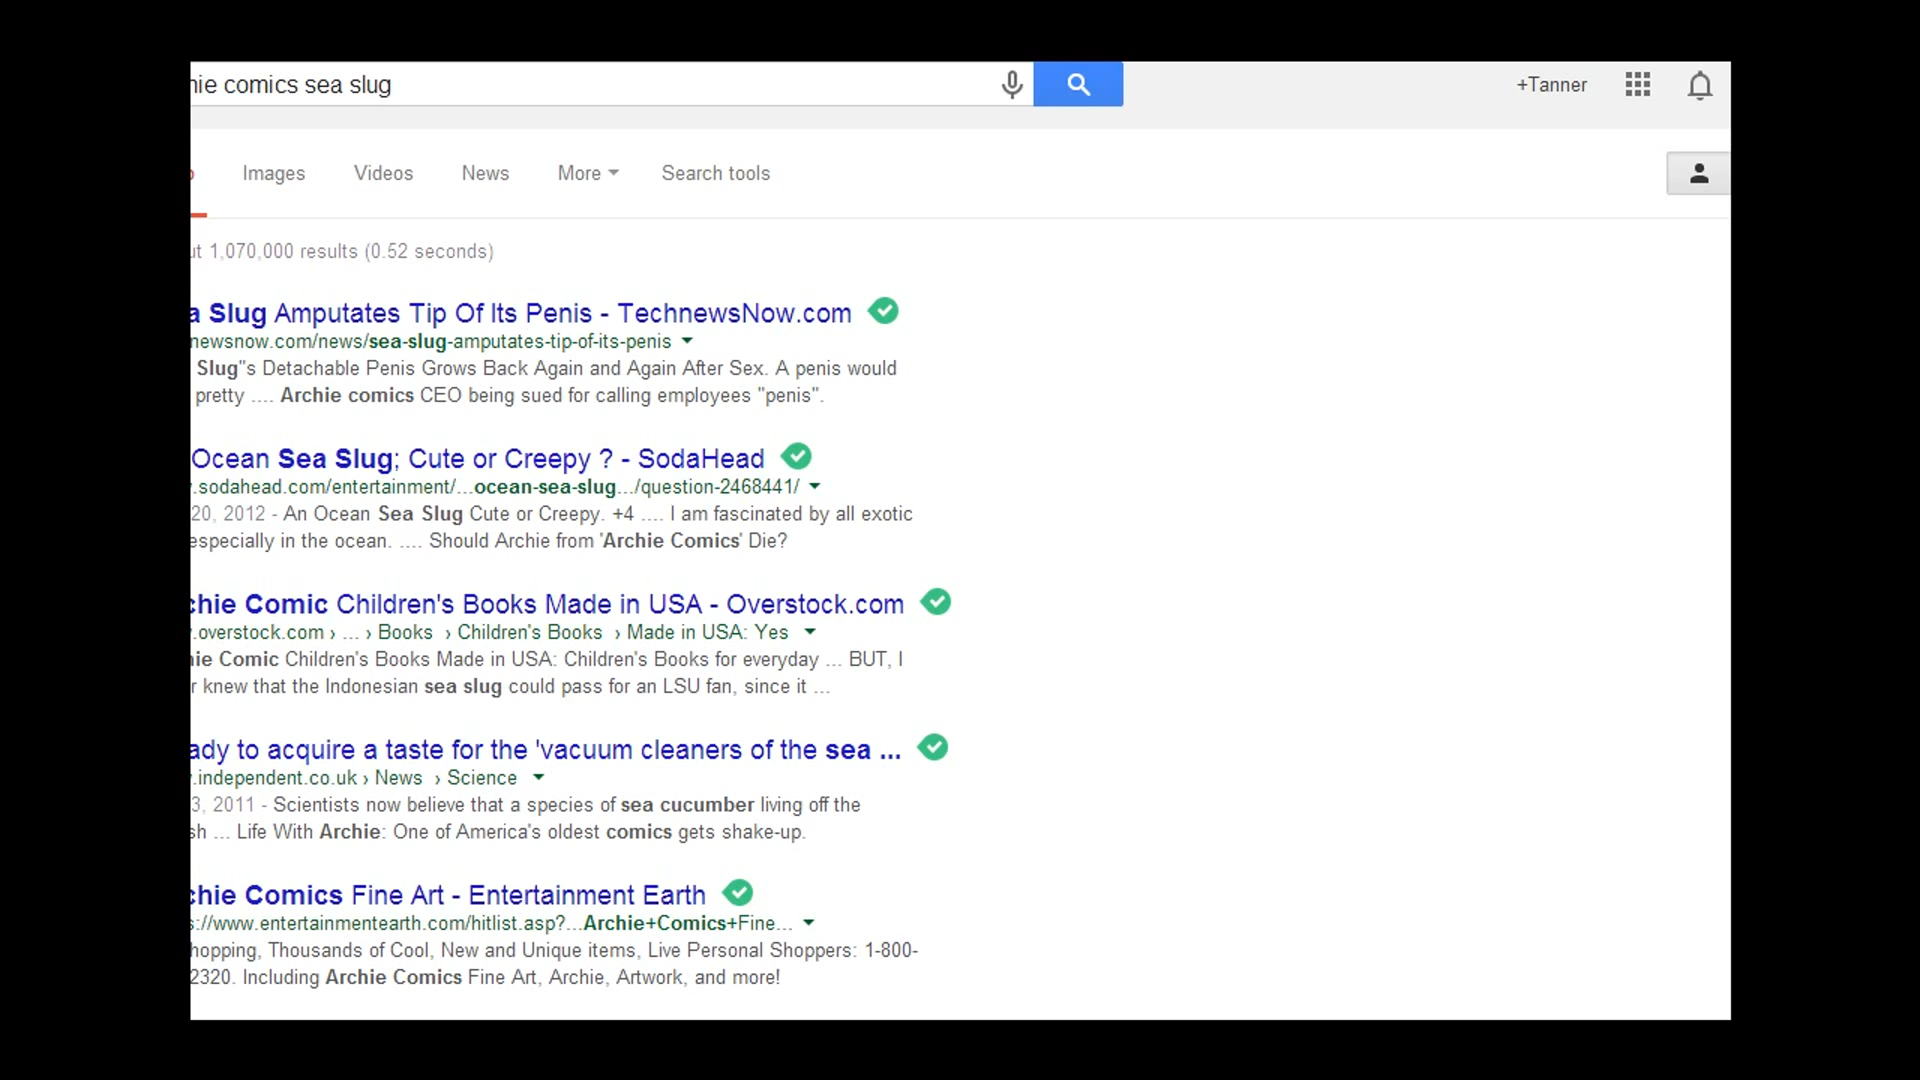 hie comics sea slug
+Tanner
Images Videos News More Search tools
ut 1,070,000 results (0.52 seconds)
a Slug Amputates Tip Of Its Penis - TechnewsNow.com
newsnow.com/news/sea-slug-amputates-tip-of-its-penis
Slug"s Detachable Penis Grows Back Again and Again After Sex. A penis would
pretty .... Archie comics CEO being sued for calling employees "penis".
Ocean Sea Slug; Cute or Creepy ? - SodaHead
.sodahead.com/entertainment/...ocean-sea-slug.../question-2468441/
20, 2012 - An Ocean Sea Slug Cute or Creepy. +4 .... I am fascinated by all exotic
especially in the ocean. .... Should Archie from 'Archie Comics' Die?
chie Comic Children's Books Made in USA - Overstock.com
.overstock.com › ... › Books › Children's Books › Made in USA: Yes
hie Comic Children's Books Made in USA: Children's Books for everyday ... BUT, I
r knew that the Indonesian sea slug could pass for an LSU fan, since it ...
ady to acquire a taste for the 'vacuum cleaners of the sea ...
.independent.co.uk › News › Science
3, 2011 - Scientists now believe that a species of sea cucumber living off the
sh ... Life With Archie: One of America's oldest comics gets shake-up.
chie Comics Fine Art - Entertainment Earth
s://www.entertainmentearth.com/hitlist.asp?...Archie+Comics+Fine...
hopping, Thousands of Cool, New and Unique items, Live Personal Shoppers: 1-800-
2320. Including Archie Comics Fine Art, Archie, Artwork, and more!